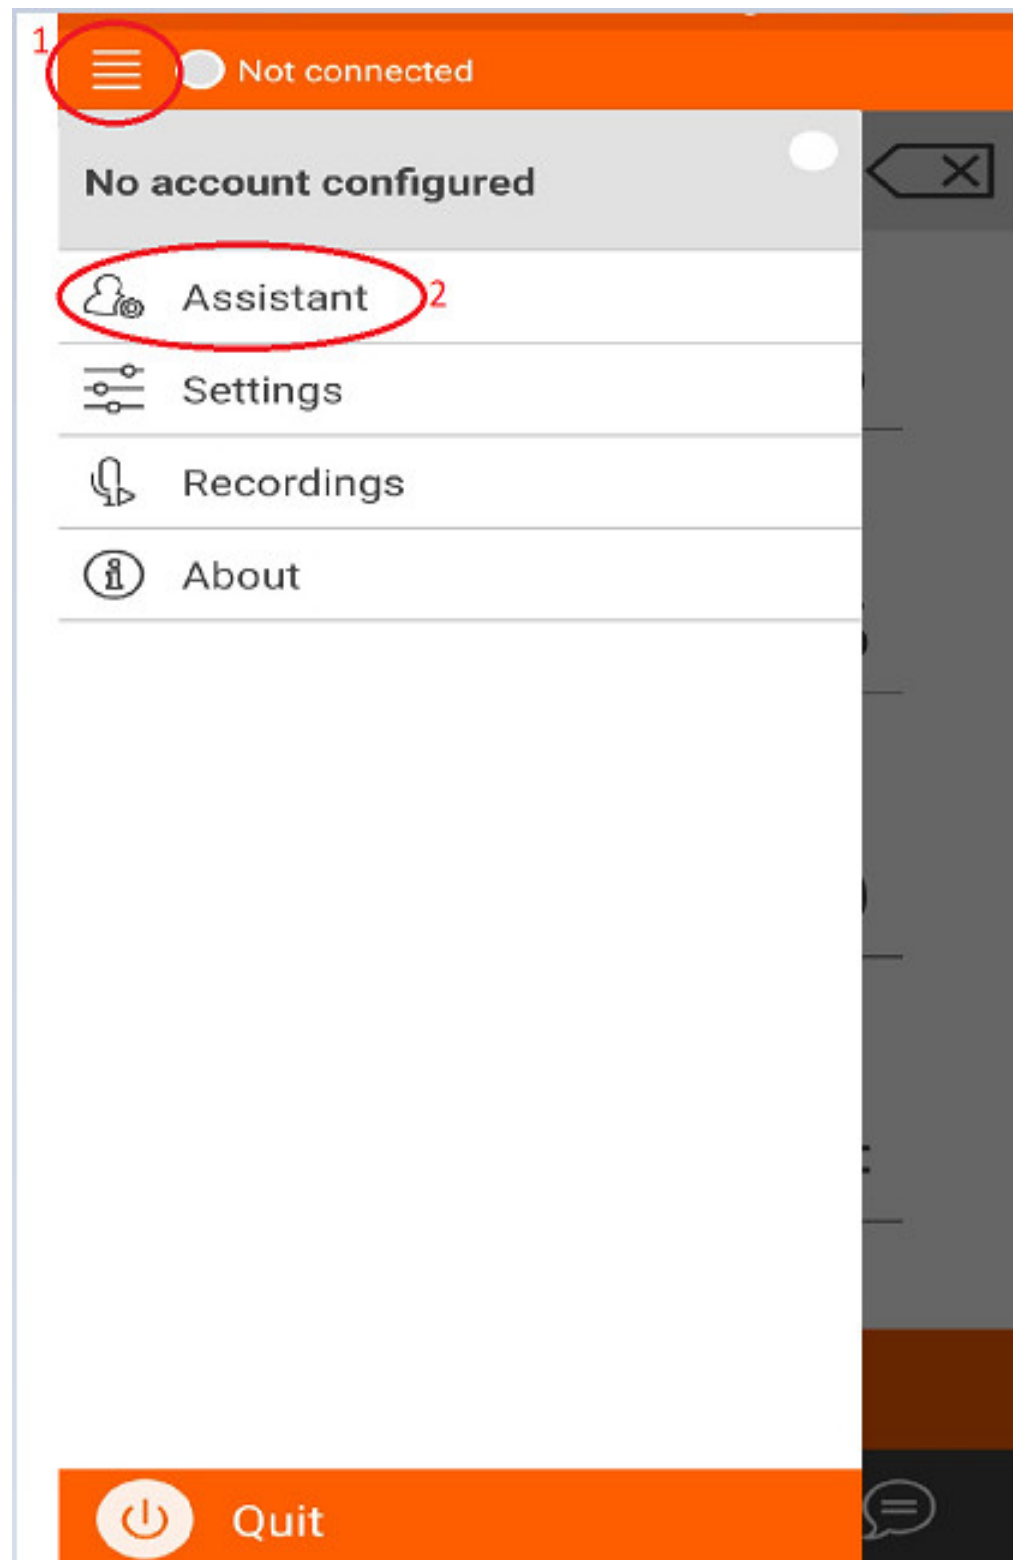 1
Not connected
No account configured
Assistant 2
Settings
Recordings
About
Quit